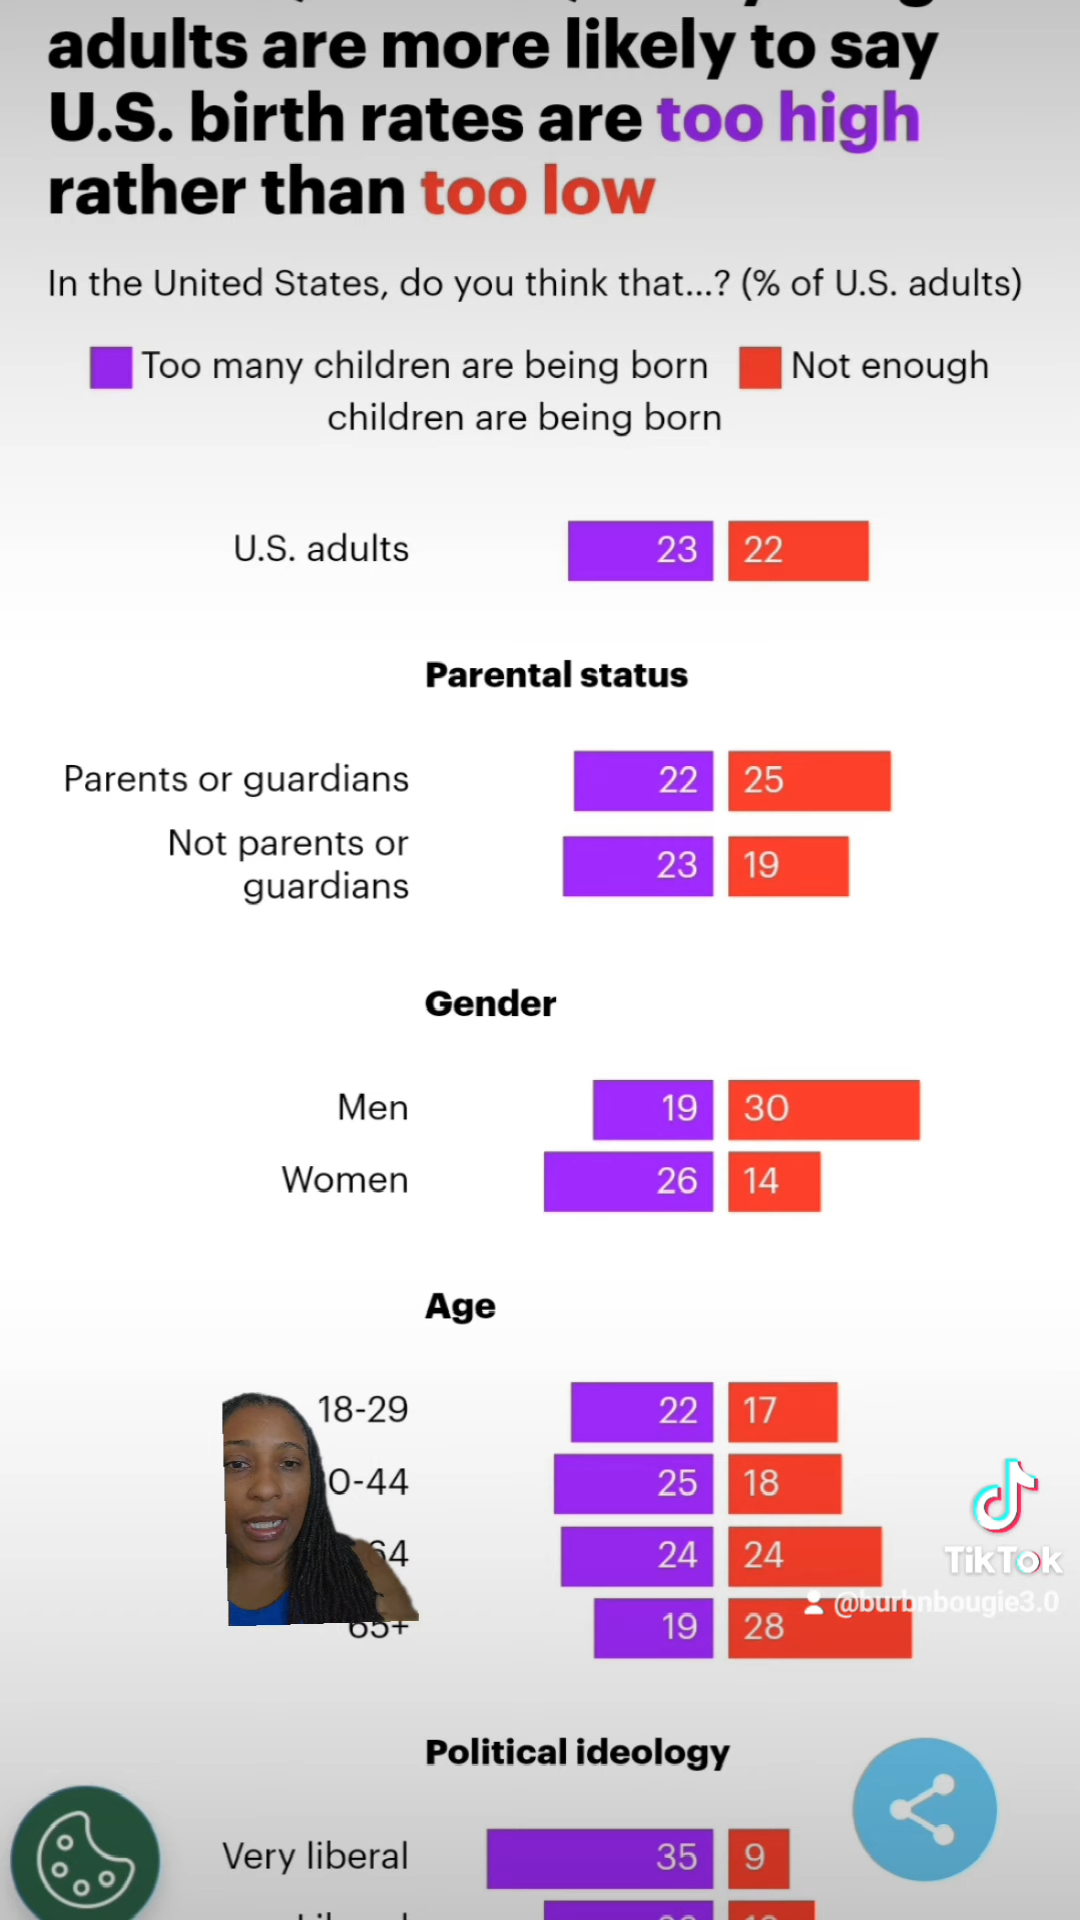 adults are more likely to say
U.S. birth rates are too high
rather than too low
In the United States, do you think that...? (% of U.S. adults)
Too many children are being born Not enough
children are being born
U.S. adults 23 22
Parental status
Parents or guardians 22 25
Not parents or
guardians 23 19
Gender
Men 19 30
Women 26 14
Age
18-29 22 17
0-44 25 18
64 24 24
65+ 19 28
TikTok
@burbnbougie3.0
Political ideology
Very liberal 35 9